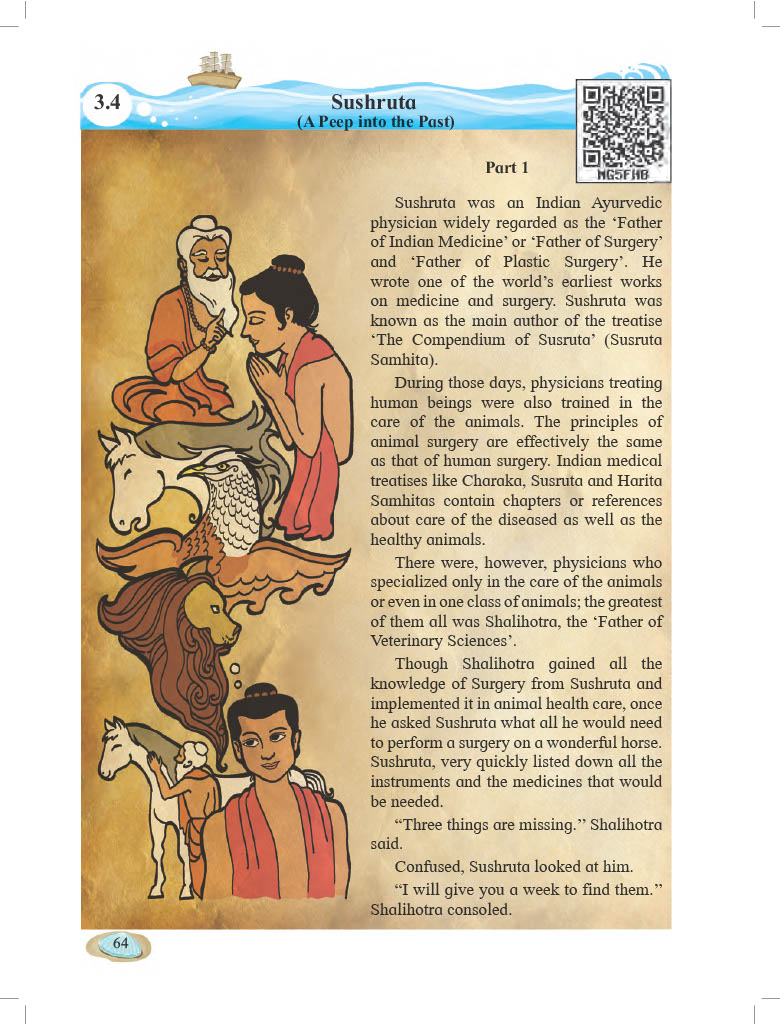 3.4
Sushruta
(A Peep into the Past)
NG5FHB
Part 1
Sushruta was an Indian Ayurvedic
physician widely regarded as the ‘Father
of Indian Medicine’ or ‘Father of Surgery’
and ‘Father of Plastic Surgery’. He
wrote one of the world’s earliest works
on medicine and surgery. Sushruta was
known as the main author of the treatise
‘The Compendium of Susruta’ (Susruta
Samhita).
During those days, physicians treating
human beings were also trained in the
care of the animals. The principles of
animal surgery are effectively the same
as that of human surgery. Indian medical
treatises like Charaka, Susruta and Harita
Samhitas contain chapters or references
about care of the diseased as well as the
healthy animals.
There were, however, physicians who
specialized only in the care of the animals
or even in one class of animals; the greatest
of them all was Shalihotra, the ‘Father of
Veterinary Sciences’.
Though Shalihotra gained all the
knowledge of Surgery from Sushruta and
implemented it in animal health care, once
he asked Sushruta what all he would need
to perform a surgery on a wonderful horse.
Sushruta, very quickly listed down all the
instruments and the medicines that would
be needed.
“Three things are missing.” Shalihotra
said.
Confused, Sushruta looked at him.
“I will give you a week to find them.”
Shalihotra consoled.
64